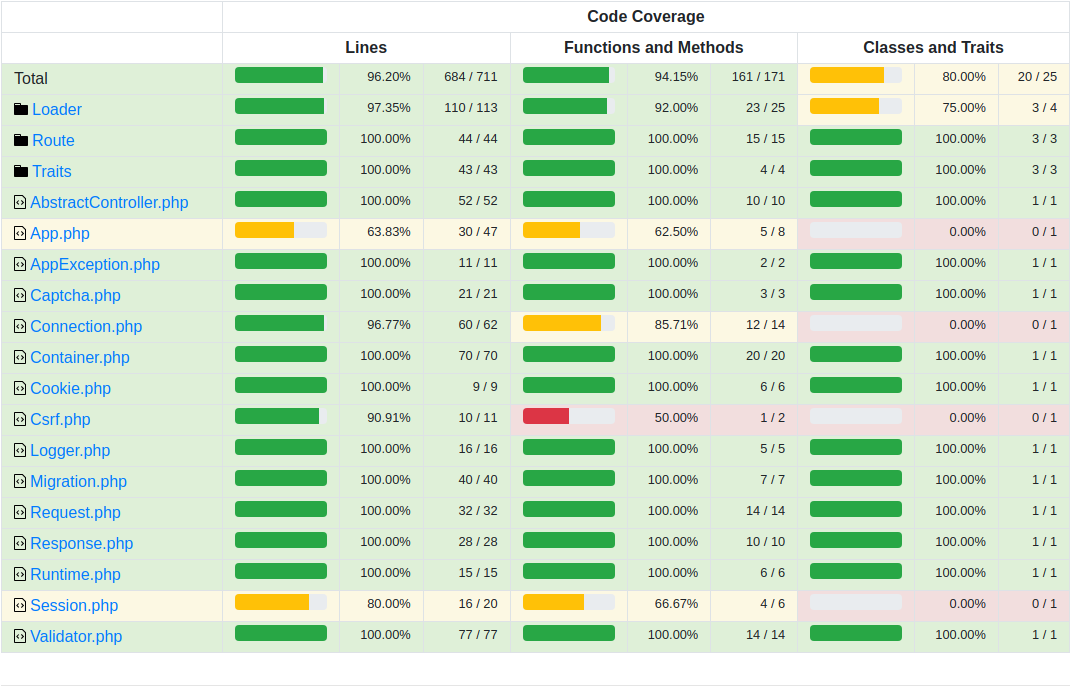 Code Coverage
Lines Functions and Methods Classes and Traits
Total 96.20% 684 / 711 94.15% 161 / 171 80.00% 20 / 25
Loader 97.35% 110 / 113 92.00% 23 / 25 75.00% 3 / 4
Route 100.00% 44 / 44 100.00% 15 / 15 100.00% 3 / 3
Traits 100.00% 43 / 43 100.00% 4 / 4 100.00% 3 / 3
AbstractController.php 100.00% 52 / 52 100.00% 10 / 10 100.00% 1 / 1
App.php 63.83% 30 / 47 62.50% 5 / 8 0.00% 0 / 1
AppException.php 100.00% 11 / 11 100.00% 2 / 2 100.00% 1 / 1
Captcha.php 100.00% 21 / 21 100.00% 3 / 3 100.00% 1 / 1
Connection.php 96.77% 60 / 62 85.71% 12 / 14 0.00% 0 / 1
Container.php 100.00% 70 / 70 100.00% 20 / 20 100.00% 1 / 1
Cookie.php 100.00% 9 / 9 100.00% 6 / 6 100.00% 1 / 1
Csrf.php 90.91% 10 / 11 50.00% 1 / 2 0.00% 0 / 1
Logger.php 100.00% 16 / 16 100.00% 5 / 5 100.00% 1 / 1
Migration.php 100.00% 40 / 40 100.00% 7 / 7 100.00% 1 / 1
Request.php 100.00% 32 / 32 100.00% 14 / 14 100.00% 1 / 1
Response.php 100.00% 28 / 28 100.00% 10 / 10 100.00% 1 / 1
Runtime.php 100.00% 15 / 15 100.00% 6 / 6 100.00% 1 / 1
Session.php 80.00% 16 / 20 66.67% 4 / 6 0.00% 0 / 1
Validator.php 100.00% 77 / 77 100.00% 14 / 14 100.00% 1 / 1